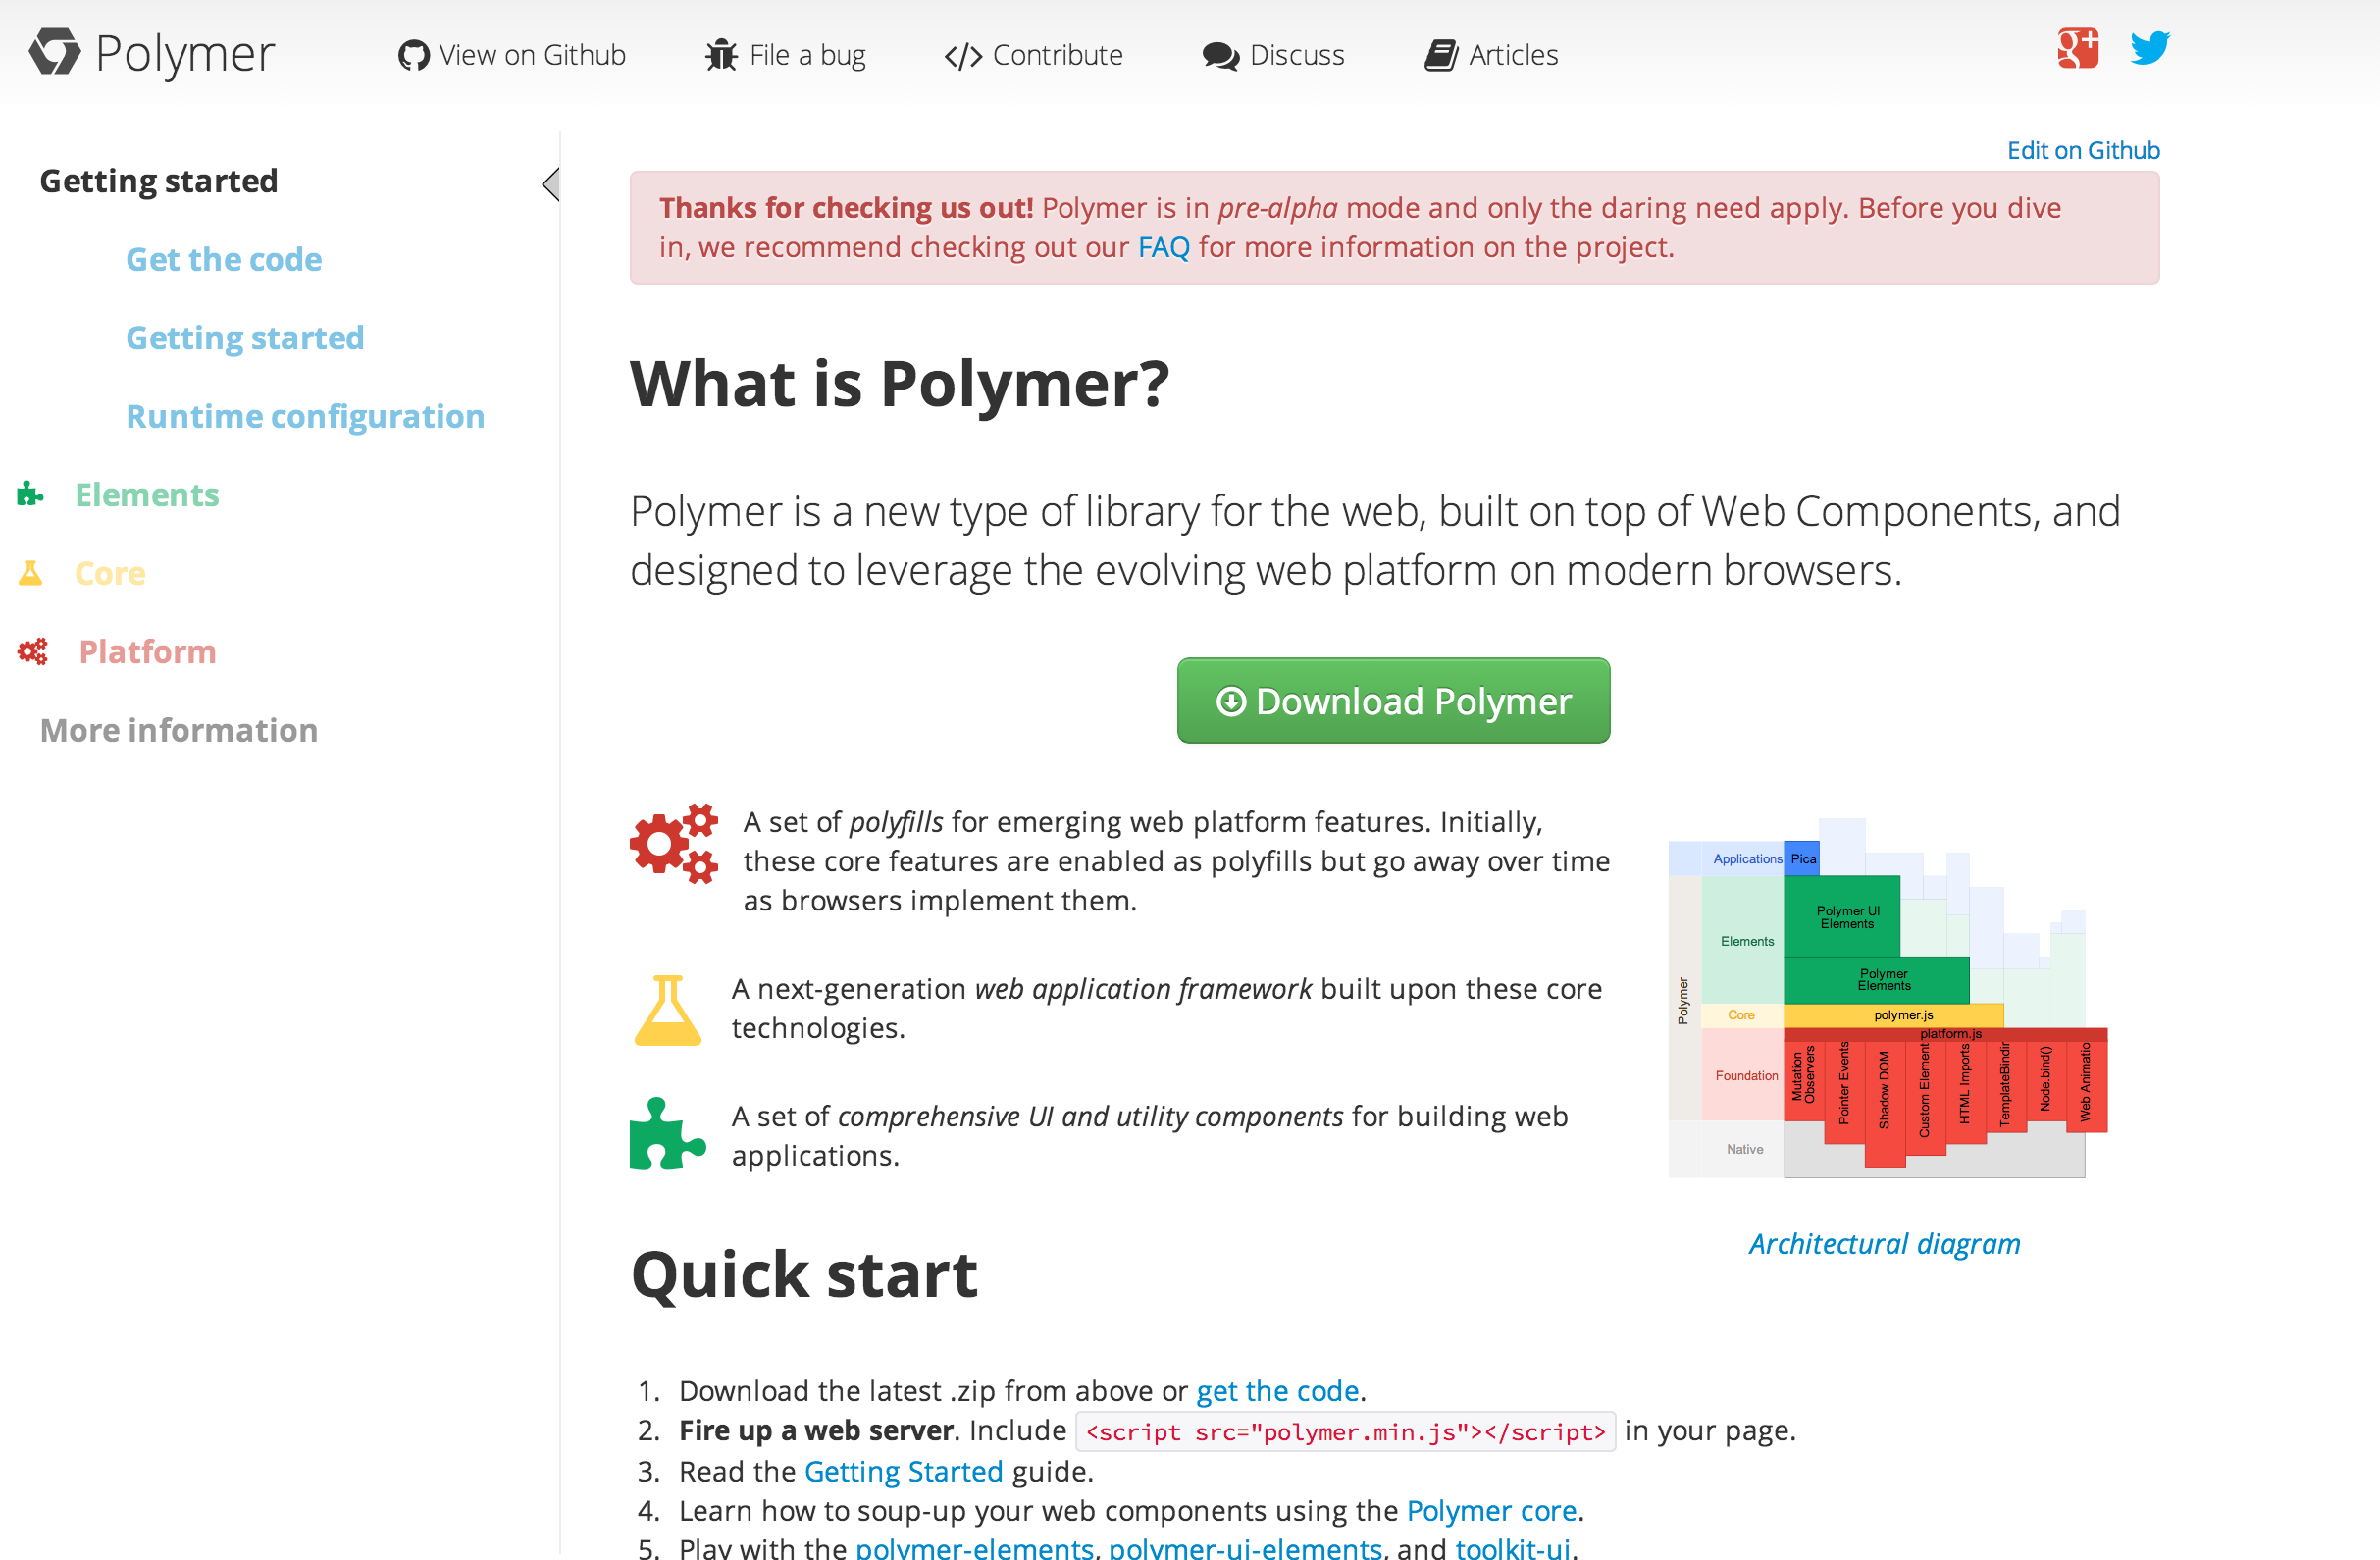 Polymer
View on Github
File a bug
Contribute
Discuss
Articles
Getting started
Get the code
Getting started
Runtime configuration
Elements
Core
Platform
More information
Edit on Github
Thanks for checking us out! Polymer is in pre-alpha mode and only the daring need apply. Before you dive
in, we recommend checking out our FAQ for more information on the project.
What is Polymer?
Polymer is a new type of library for the web, built on top of Web Components, and
designed to leverage the evolving web platform on modern browsers.
Download Polymer
A set of polyfills for emerging web platform features. Initially,
these core features are enabled as polyfills but go away over time
as browsers implement them.
A next-generation web application framework built upon these core
technologies.
A set of comprehensive UI and utility components for building web
applications.
Applications
Pica
Polymer
Elements
Polymer UI
Elements
Polymer
Elements
Core
polymer.js
platform.js
Foundation
Mutation
Observers
Pointer Events
Shadow DOM
Custom Element
HTML Imports
TemplateBindir
Node.bind()
Web Animatio
Native
Architectural diagram
Quick start
1. Download the latest .zip from above or get the code.
2. Fire up a web server. Include <script src="polymer.min.js"></script> in your page.
3. Read the Getting Started guide.
4. Learn how to soup-up your web components using the Polymer core.
5. Play with the polymer-elements, polymer-ui-elements, and toolkit-ui.